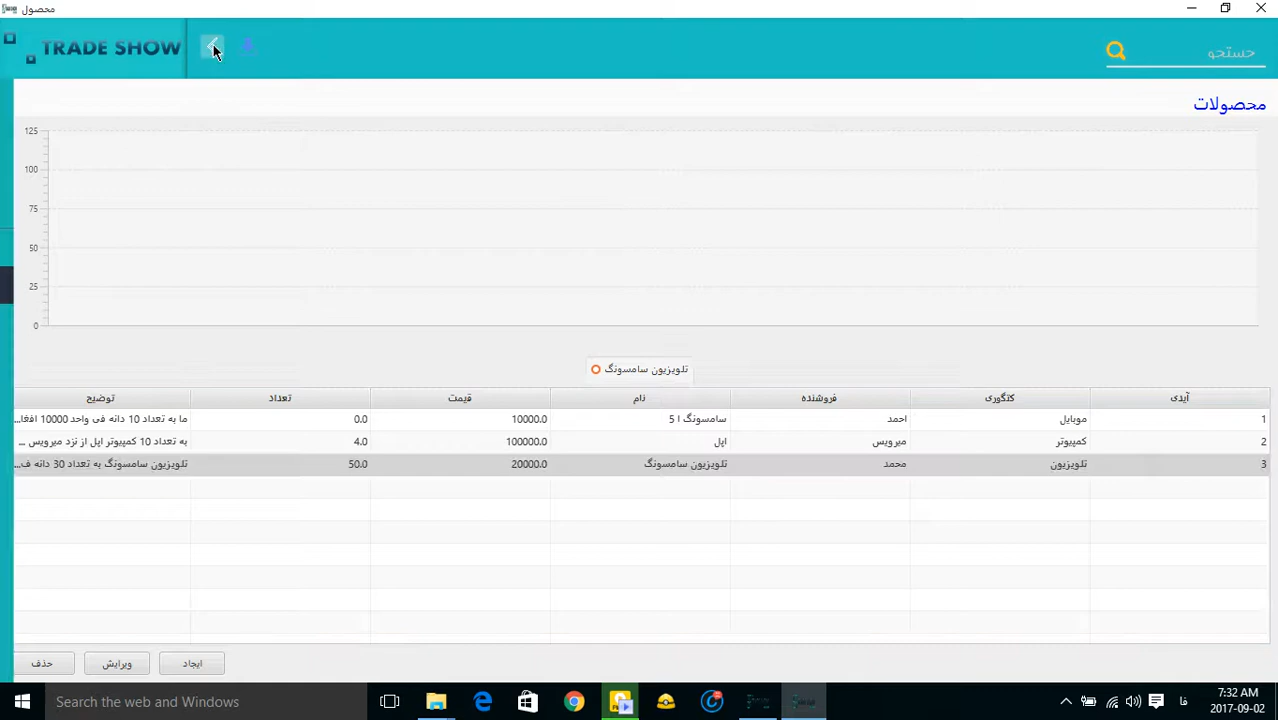 محصول
TRADE SHOW
جستجو
محصولات
125
100
75
50
25
0
تلویزیون سامسونگ
آیدی کتگوری فروشنده نام قیمت تعداد توضیح
1 موبایل احمد سامسونگ ا 5 10000.0 0.0 ما به تعداد 10 دانه فی واحد 10000 افغا...
2 کمپیوتر میرویس اپل 100000.0 4.0 به تعداد 10 کمپیوتر اپل از نزد میرویس ...
3 تلویزیون محمد تلویزیون سامسونگ 20000.0 50.0 تلویزیون سامسونگ به تعداد 30 دانه ف...
ایجاد ویرایش حذف
Search the web and Windows
فا
7:32 AM
2017-09-02